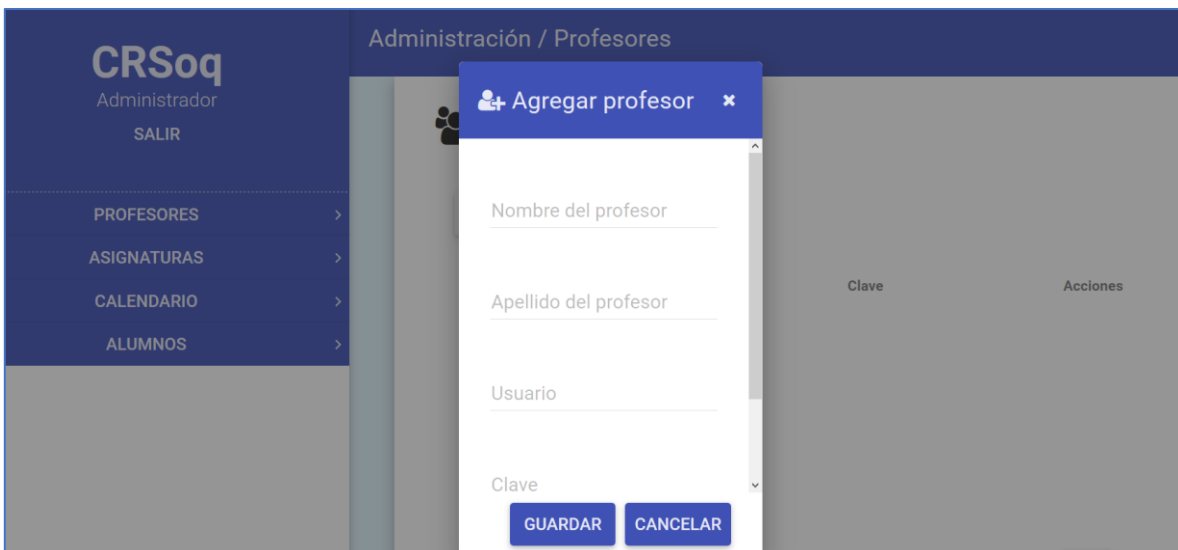 CRSoq
Administrador
SALIR
PROFESORES
ASIGNATURAS
CALENDARIO
ALUMNOS
Administración / Profesores
Agregar profesor
Nombre del profesor
Apellido del profesor
Usuario
Clave
GUARDAR CANCELAR
Clave Acciones